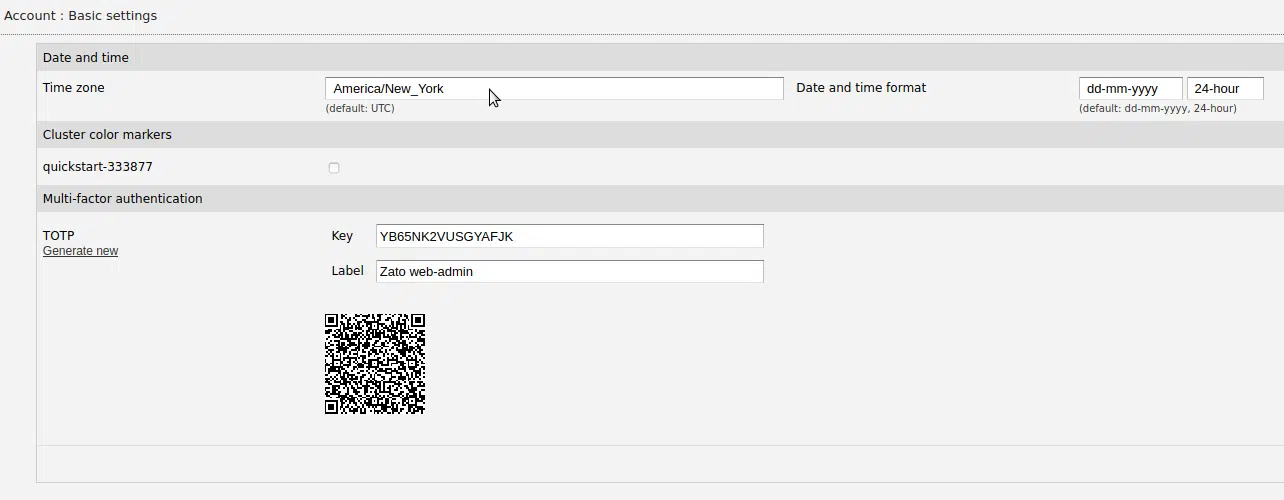 Account : Basic settings
Date and time
Time zone America/New_York Date and time format dd-mm-yyyy 24-hour
(default: UTC) (default: dd-mm-yyyy, 24-hour)
Cluster color markers
quickstart-333877
Multi-factor authentication
TOTP Key YB65NK2VUSGYAFJK
Generate new
Label Zato web-admin